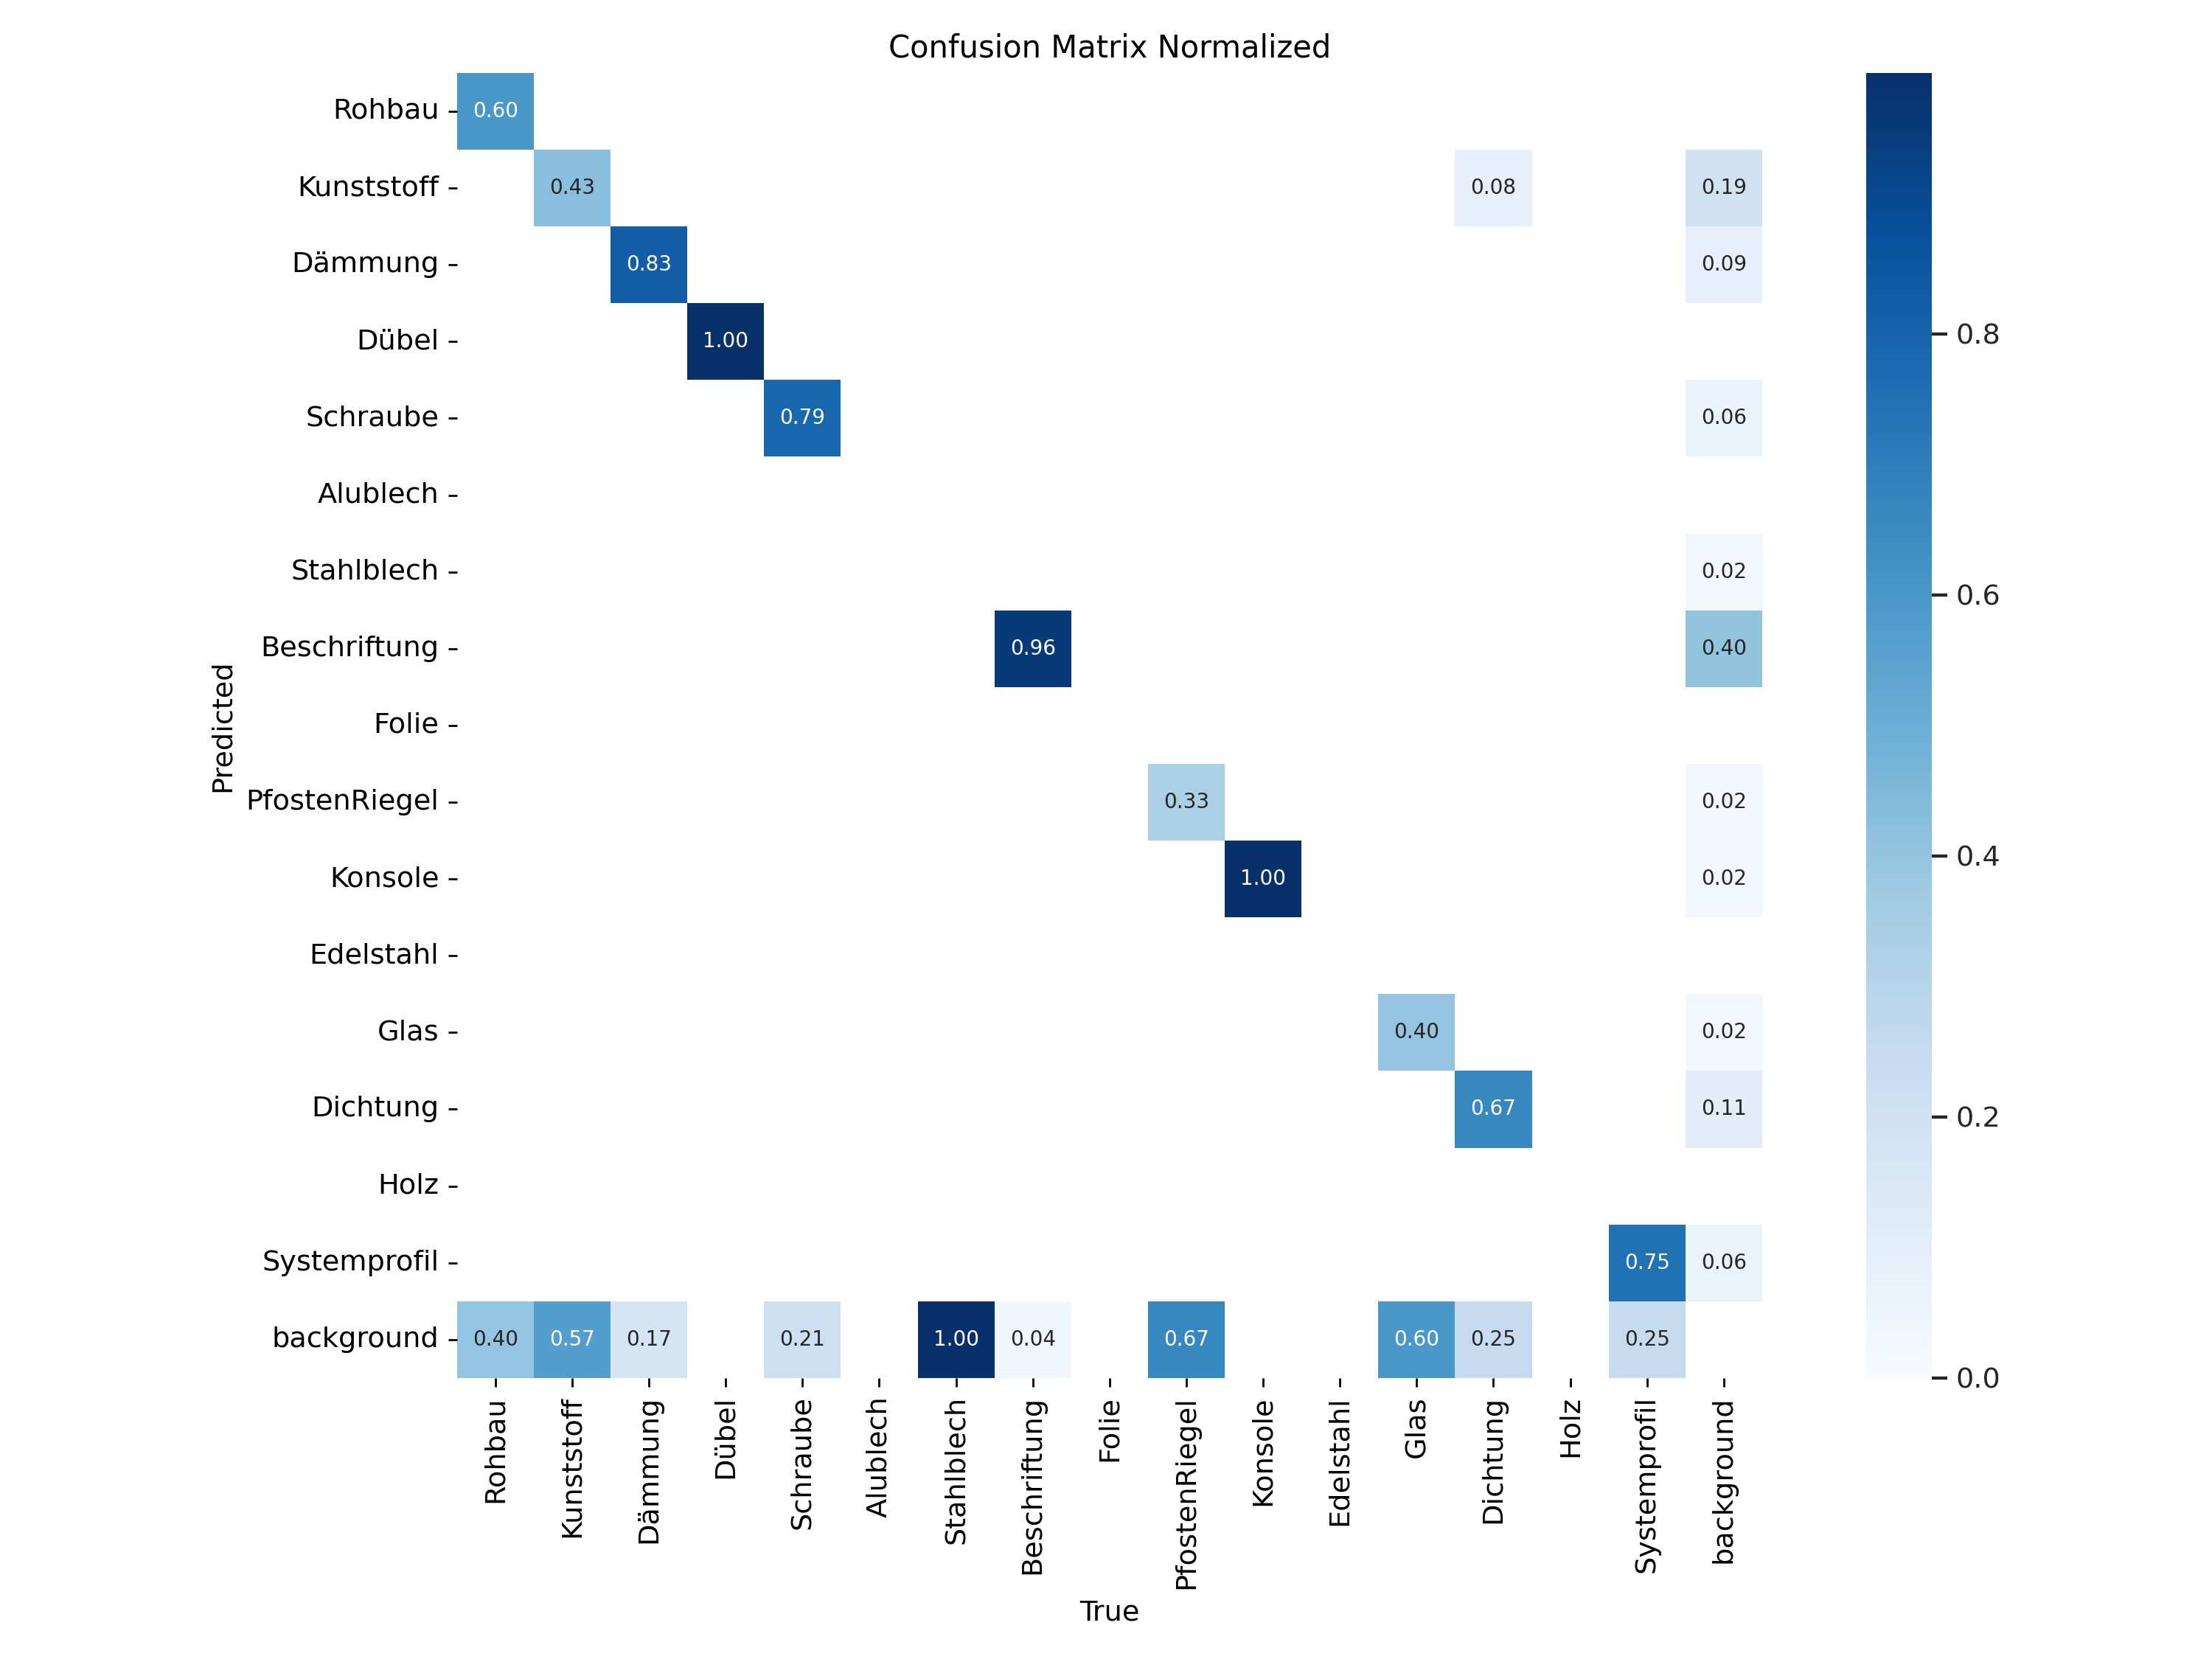 Confusion Matrix Normalized
Predicted
Rohbau 0.60
Kunststoff 0.43 0.08 0.19
Dämmung 0.83 0.09
Dübel 1.00
Schraube 0.79 0.06
Alublech
Stahlblech 0.02
Beschriftung 0.96 0.40
Folie
PfostenRiegel 0.33 0.02
Konsole 1.00 0.02
Edelstahl
Glas 0.40 0.02
Dichtung 0.67 0.11
Holz
Systemprofil 0.75 0.06
background 0.40 0.57 0.17 0.21 1.00 0.04 0.67 0.60 0.25 0.25
Rohbau
Kunststoff
Dämmung
Dübel
Schraube
Alublech
Stahlblech
Beschriftung
Folie
PfostenRiegel
Konsole
Edelstahl
Glas
Dichtung
Holz
Systemprofil
background
True
0.8
0.6
0.4
0.2
0.0